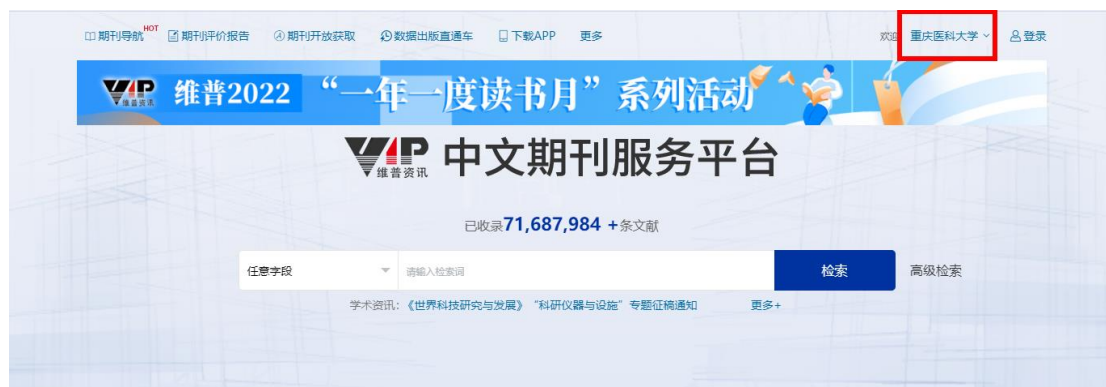 期刊导航HOT 期刊评价报告 期刊开放获取 数据出版直通车 下载APP 更多 欢迎 重庆医科大学 登录
VIP 维普资讯 维普2022 “一年一度读书月”系列活动
VIP 维普资讯 中文期刊服务平台
已收录71,687,984 +条文献
任意字段 请输入检索词 检索 高级检索
学术资讯: 《世界科技研究与发展》“科研仪器与设施”专题征稿通知 更多+